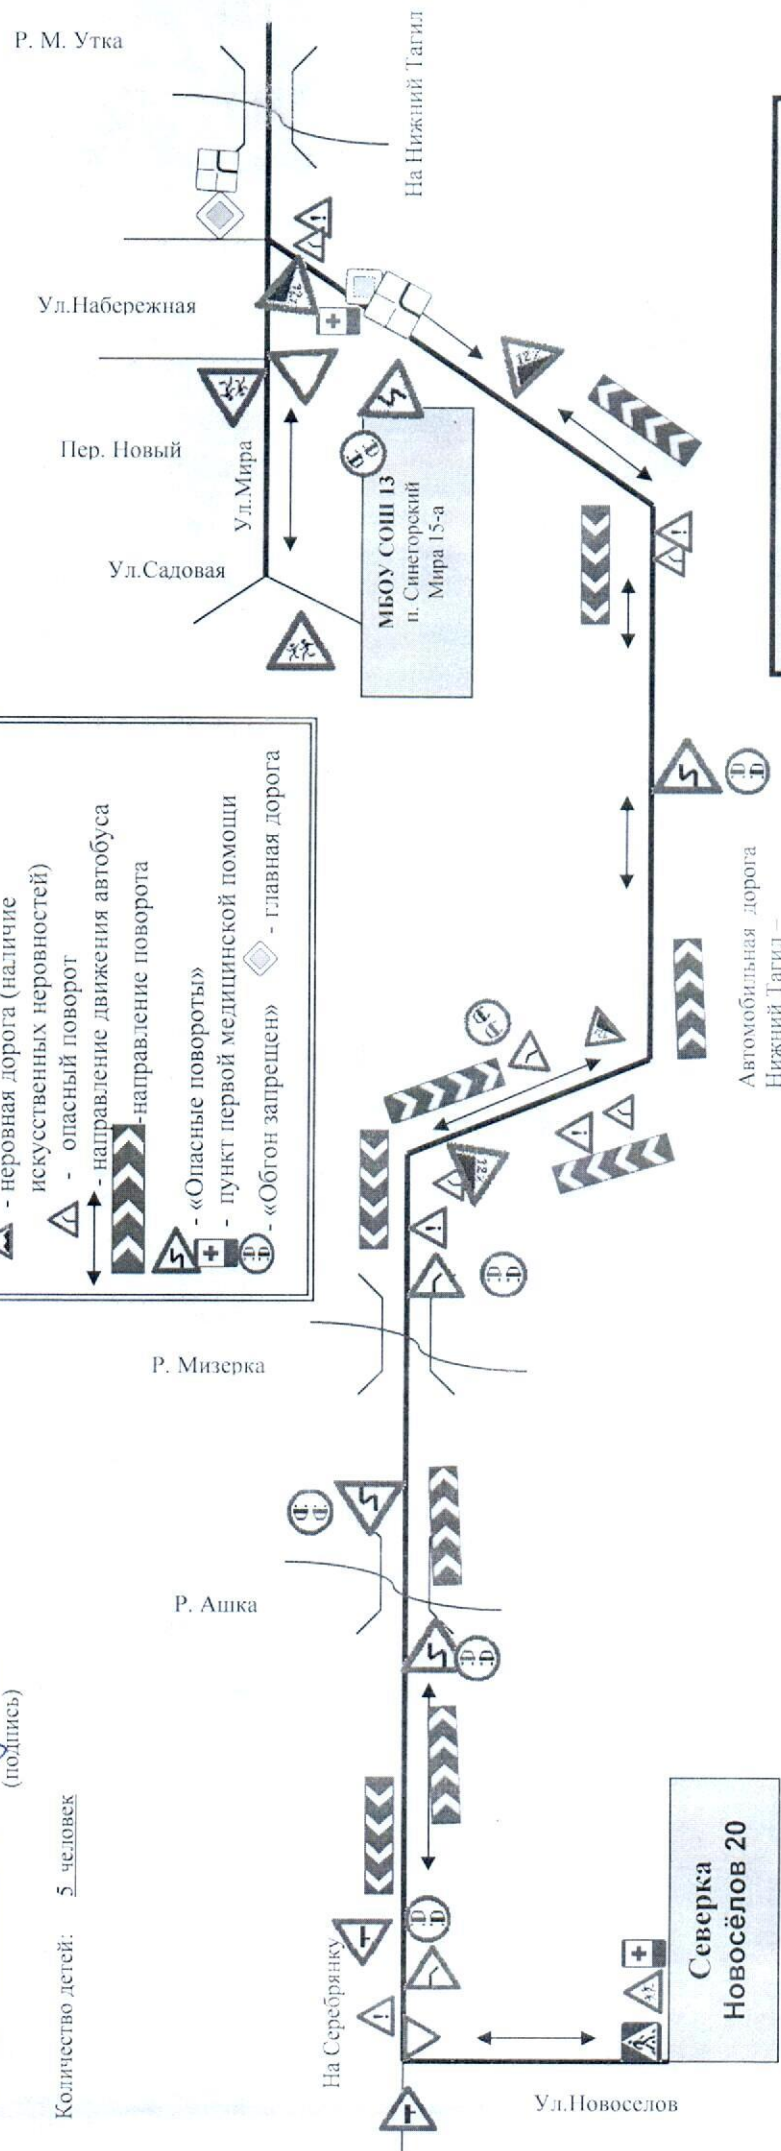 Р. М. Утка
На Нижний Тагил
Ул.Набережная
Пер. Новый
Ул.Мира
Ул.Садовая
МБОУ СОШ 13
п. Синегорский
Мира 15-а
- неровная дорога (наличие
искусственных неровностей)
- опасный поворот
- направление движения автобуса
-направление поворота
- «Опасные повороты»
- пункт первой медицинской помощи
- «Обгон запрещен»
- главная дорога
Автомобильная дорога
Нижний Тагил –
Р. Мизерка
Р. Ашка
(подпись)
Количество детей: 5 человек
На Серебрянку
Ул.Новоселов
Северка
Новосёлов 20
12%
12%